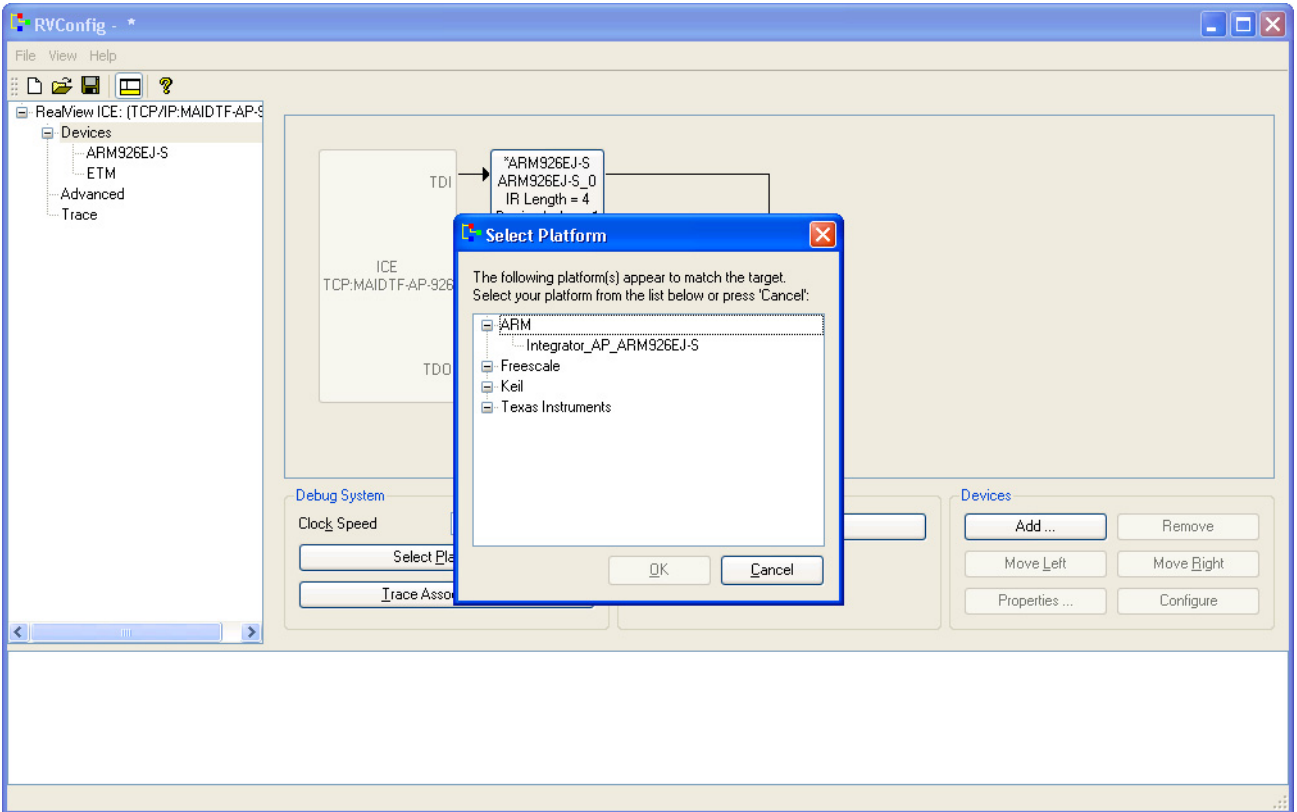 RVConfig - *
File View Help
RealView ICE: (TCP/IP:MAIDTF-AP-9
Devices
ARM926EJ-S
ETM
Advanced
Trace
TDI
ICE
TCP:MAIDTF-AP-926
TDO
*ARM926EJ-S
ARM926EJ-S_0
IR Length = 4
Select Platform
The following platform(s) appear to match the target.
Select your platform from the list below or press 'Cancel':
ARM
Integrator_AP_ARM926EJ-S
Freescale
Keil
Texas Instruments
OK Cancel
Debug System
Clock Speed
Select Pla
Trace Asso
Devices
Add ... Remove
Move Left Move Right
Properties ... Configure